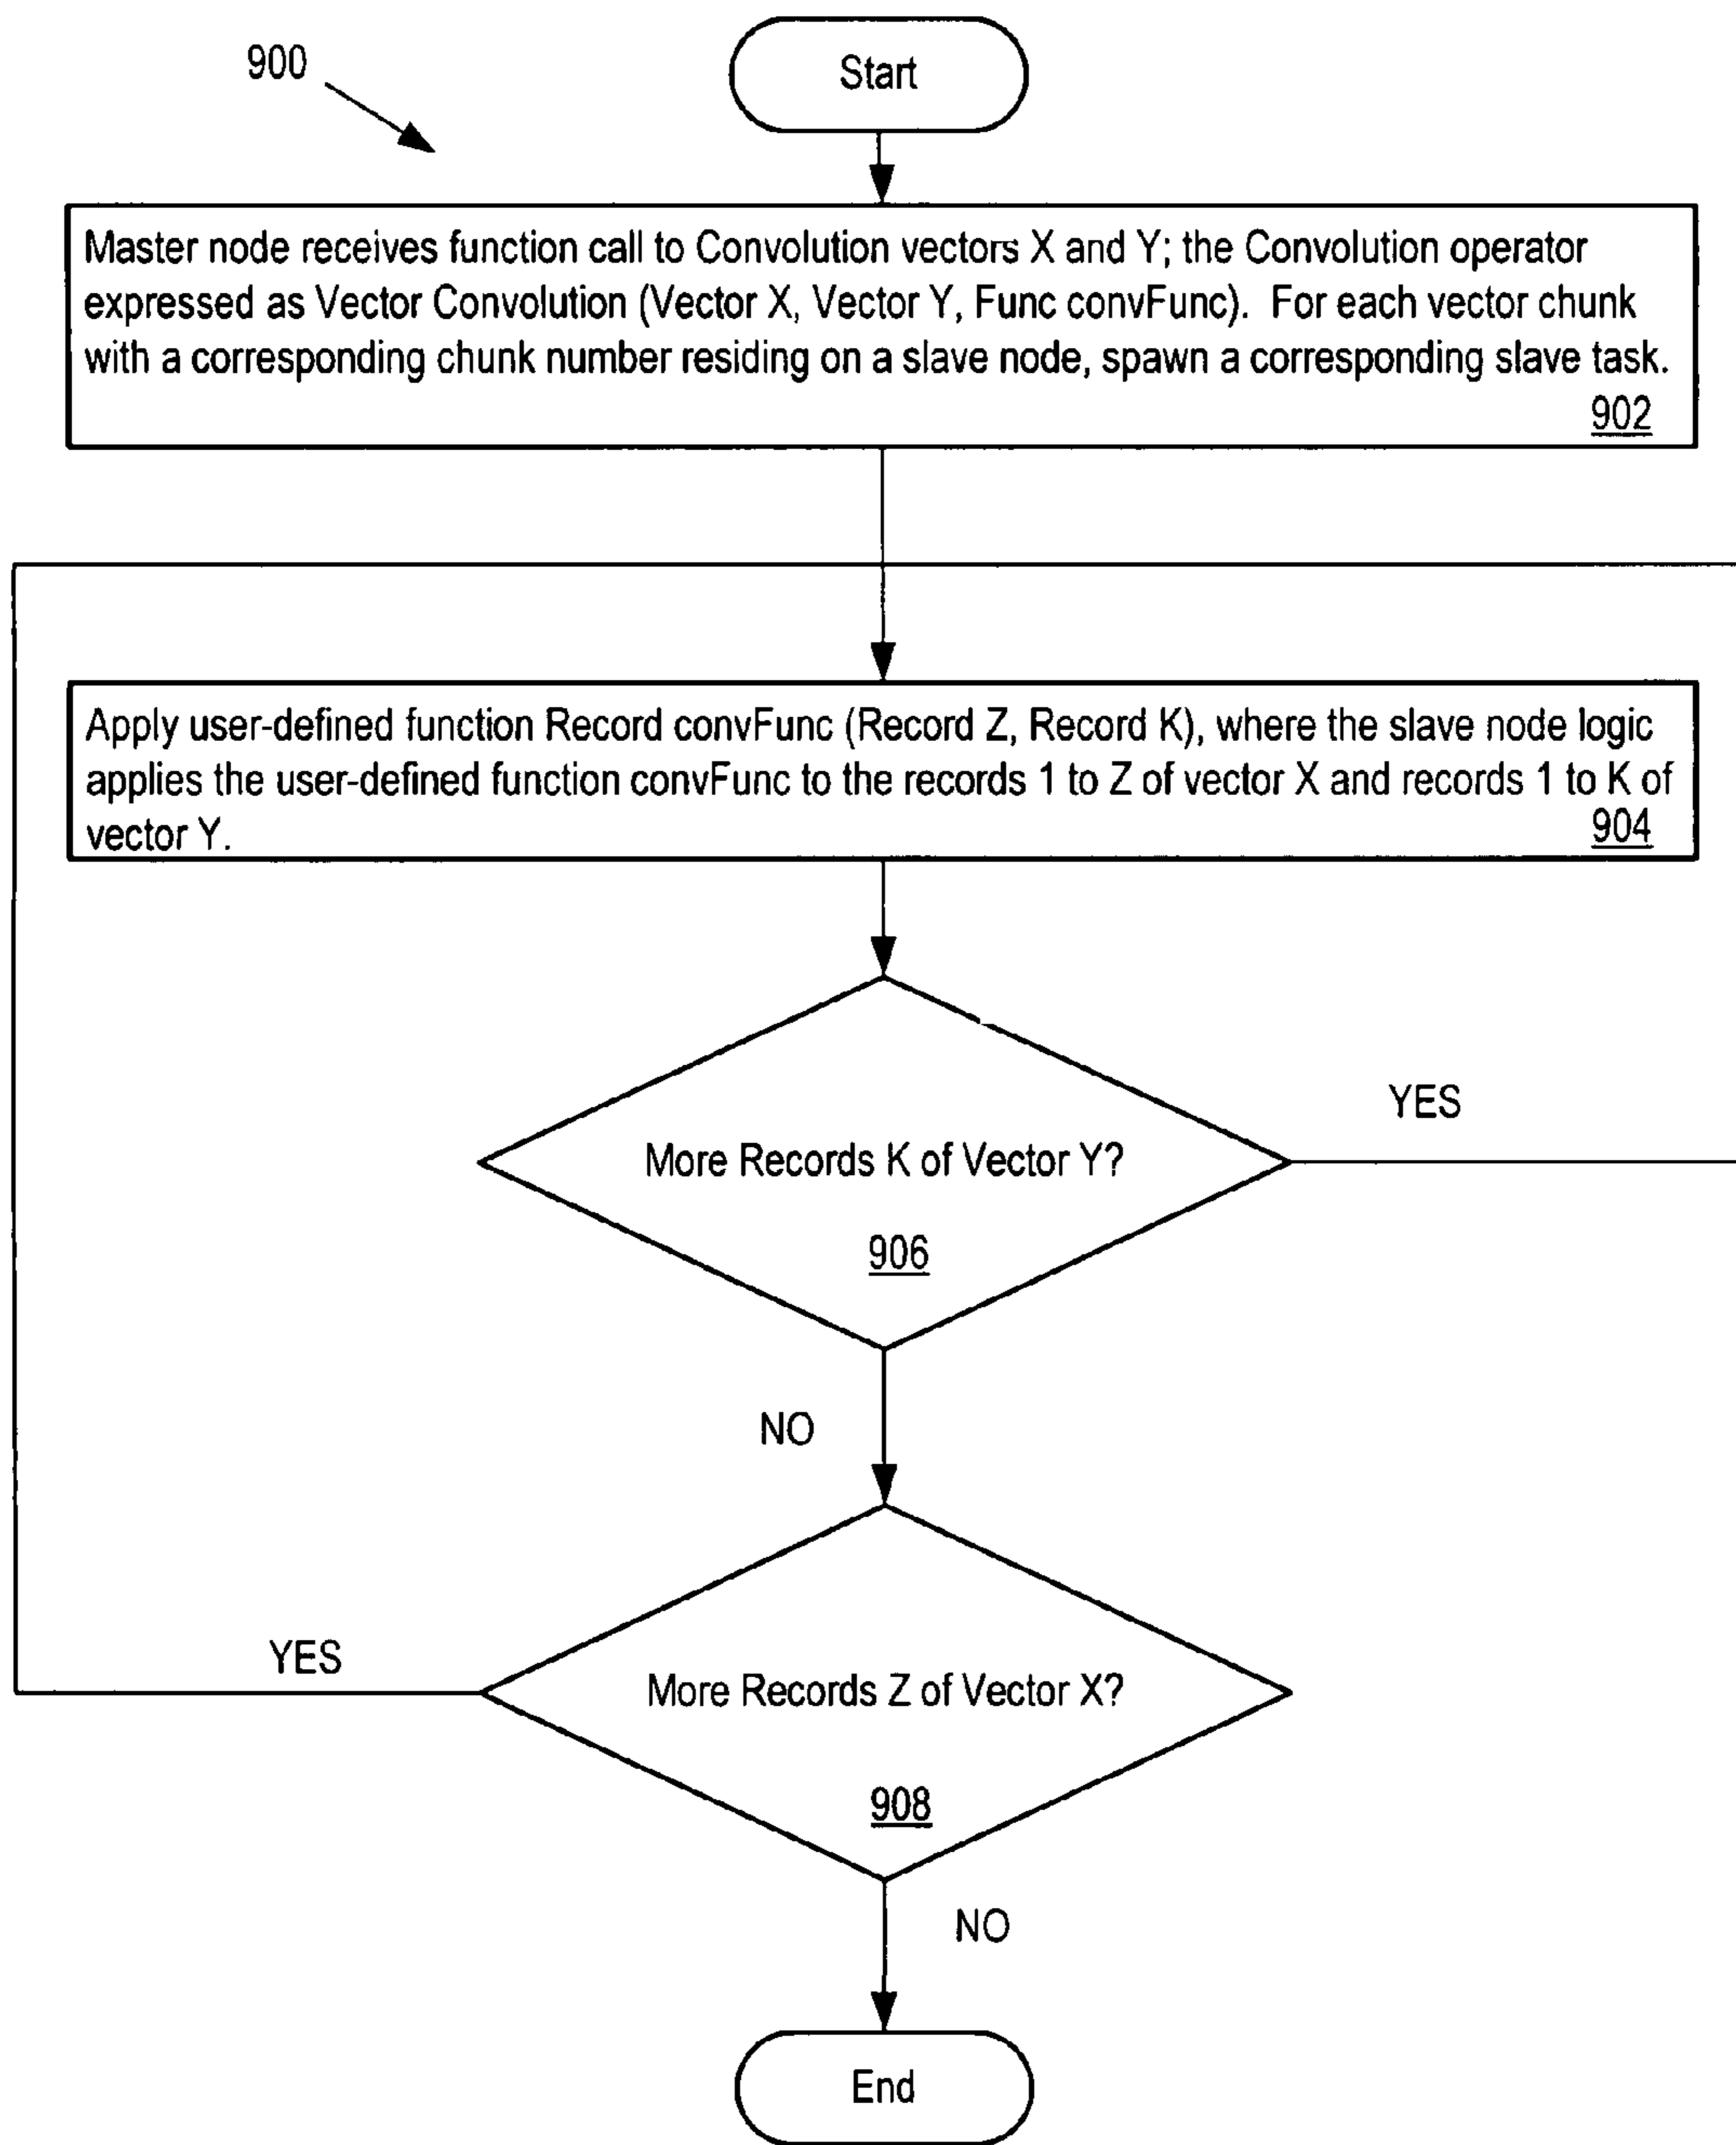 900
Start
Master node receives function call to Convolution vectors X and Y; the Convolution operator
expressed as Vector Convolution (Vector X, Vector Y, Func convFunc). For each vector chunk
with a corresponding chunk number residing on a slave node, spawn a corresponding slave task.
902
Apply user-defined function Record convFunc (Record Z, Record K), where the slave node logic
applies the user-defined function convFunc to the records 1 to Z of vector X and records 1 to K of
vector Y.
904
YES
More Records K of Vector Y?
906
NO
YES
More Records Z of Vector X?
908
NO
End